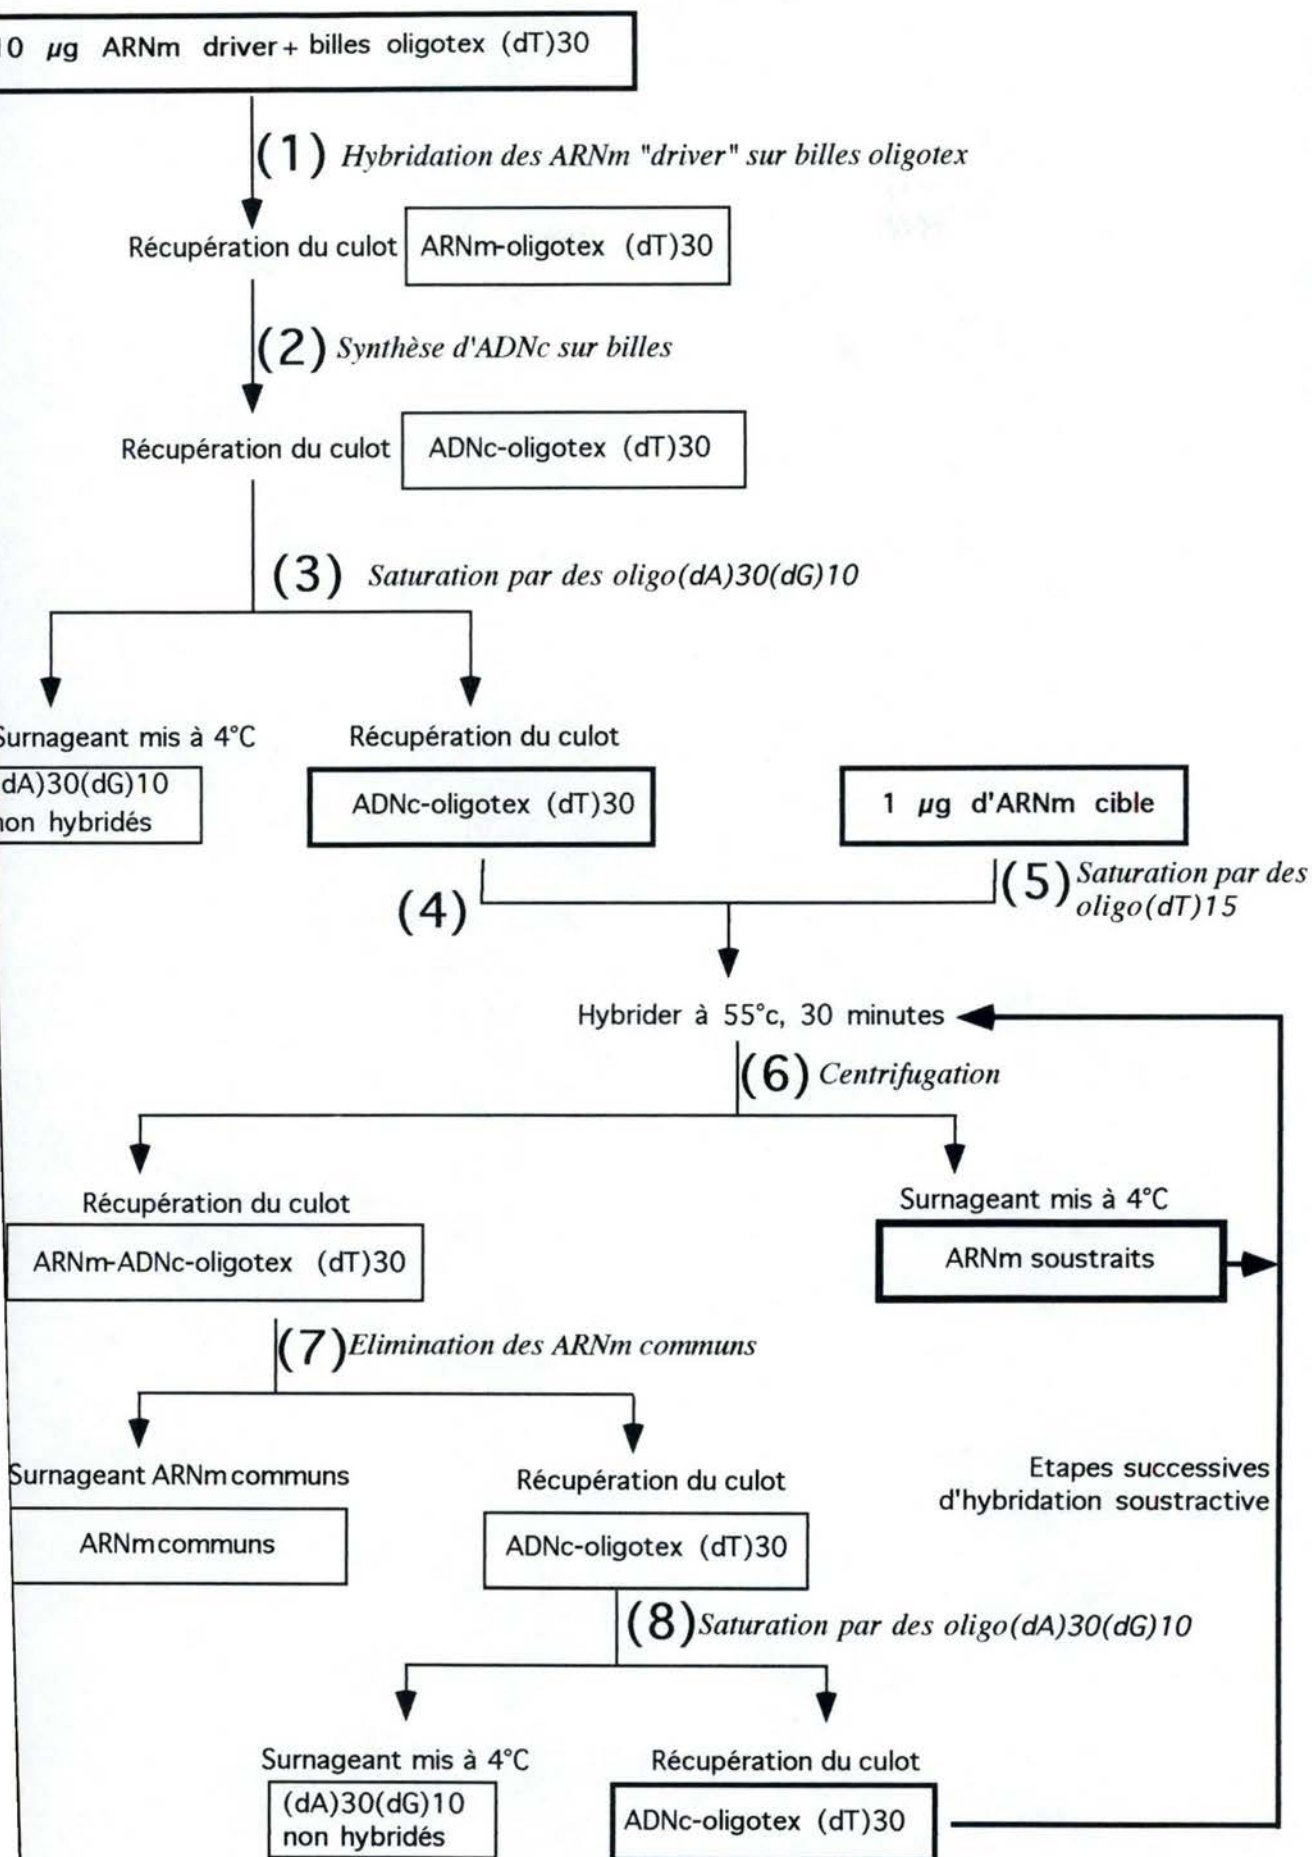 0 µg ARNm driver + billes oligotex (dT)30
(1) Hybridation des ARNm "driver" sur billes oligotex
Récupération du culot ARNm-oligotex (dT)30
(2) Synthèse d'ADNc sur billes
Récupération du culot ADNc-oligotex (dT)30
(3) Saturation par des oligo(dA)30(dG)10
Surnageant mis à 4°C
dA)30(dG)10
non hybridés
Récupération du culot
ADNc-oligotex (dT)30
1 µg d'ARNm cible
(4)
(5) Saturation par des
oligo(dT)15
Hybrider à 55°c, 30 minutes
(6) Centrifugation
Récupération du culot
ARNm-ADNc-oligotex (dT)30
Surnageant mis à 4°C
ARNm soustraits
(7) Elimination des ARNm communs
Surnageant ARNm communs
ARNm communs
Récupération du culot
ADNc-oligotex (dT)30
Etapes successives
d'hybridation soustractive
(8) Saturation par des oligo(dA)30(dG)10
Surnageant mis à 4°C
(dA)30(dG)10
non hybridés
Récupération du culot
ADNc-oligotex (dT)30